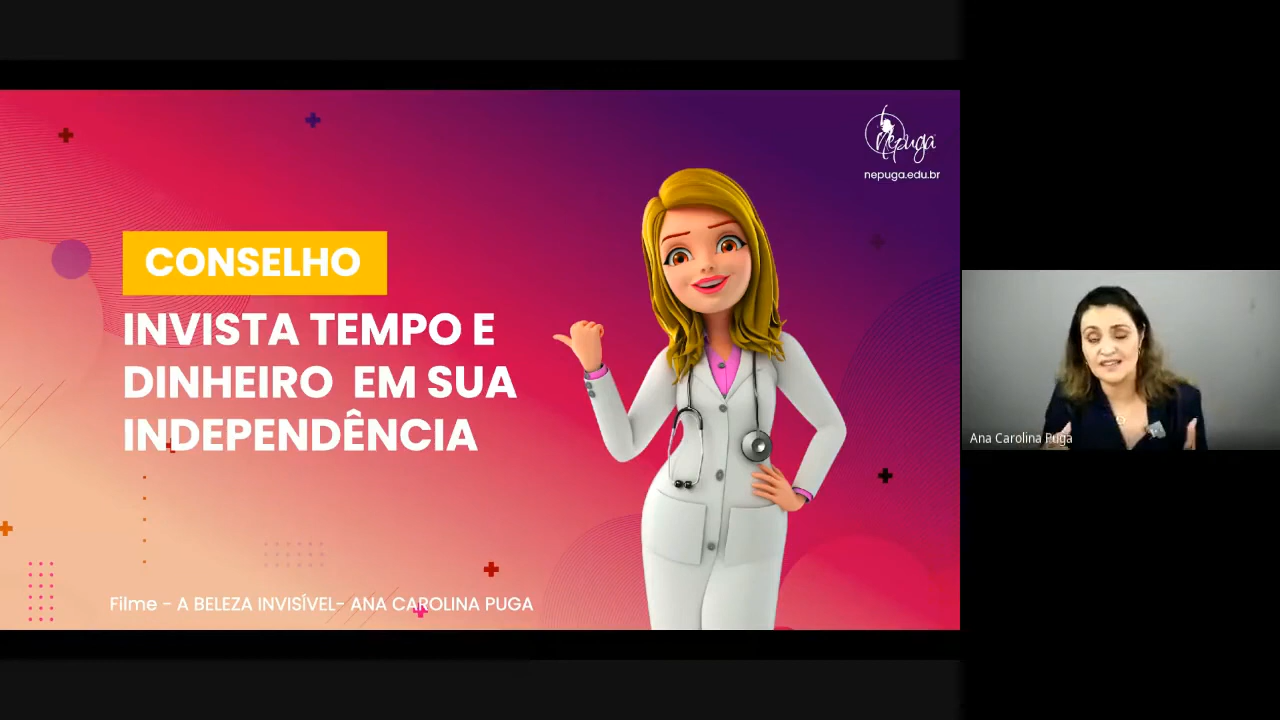 nepuga
nepuga.edu.br
CONSELHO
INVISTA TEMPO E
DINHEIRO EM SUA
INDEPENDÊNCIA
Filme - A BELEZA INVISÍVEL- ANA CAROLINA PUGA
Ana Carolina Puga